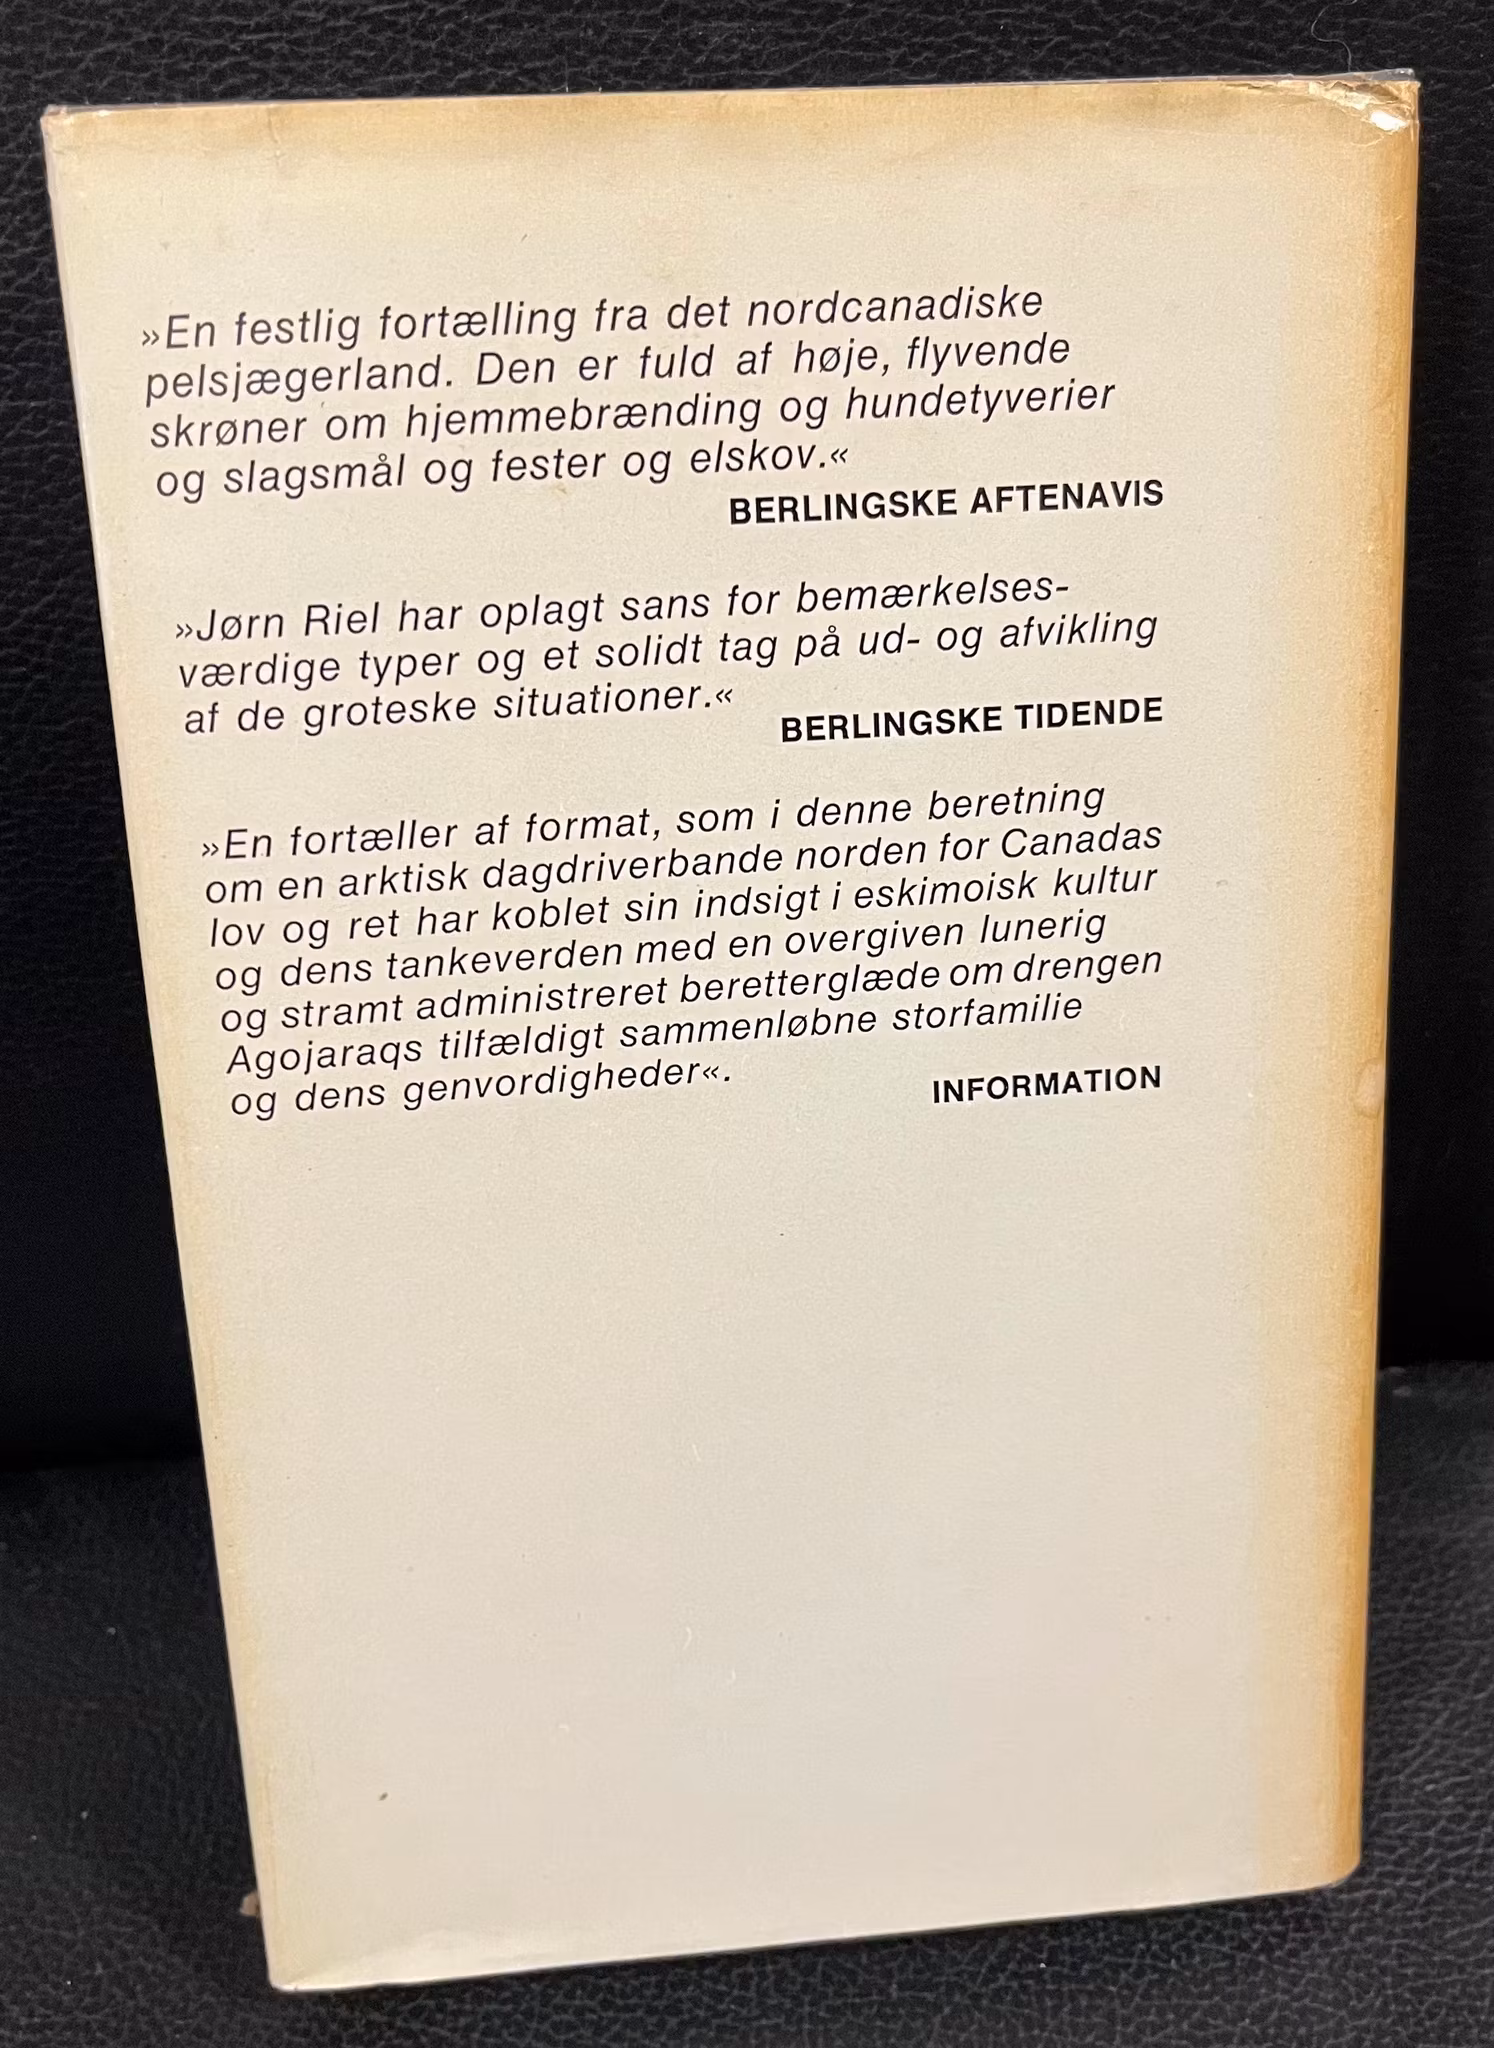 »En festlig fortælling fra det nordcanadiske
pelsjægerland. Den er fuld af høje, flyvende
skrøner om hjemmebrænding og hundetyverier
og slagsmål og fester og elskov.«
BERLINGSKE AFTENAVIS
»Jørn Riel har oplagt sans for bemærkelses-
værdige typer og et solidt tag på ud- og afvikling
af de groteske situationer.«
BERLINGSKE TIDENDE
»En fortæller af format, som i denne beretning
om en arktisk dagdriverbande norden for Canadas
lov og ret har koblet sin indsigt i eskimoisk kultur
og dens tankeverden med en overgiven lunerig
og stramt administreret beretterglæde om drengen
Agojaraqs tilfældigt sammenløbne storfamilie
og dens genvordigheder«.
INFORMATION